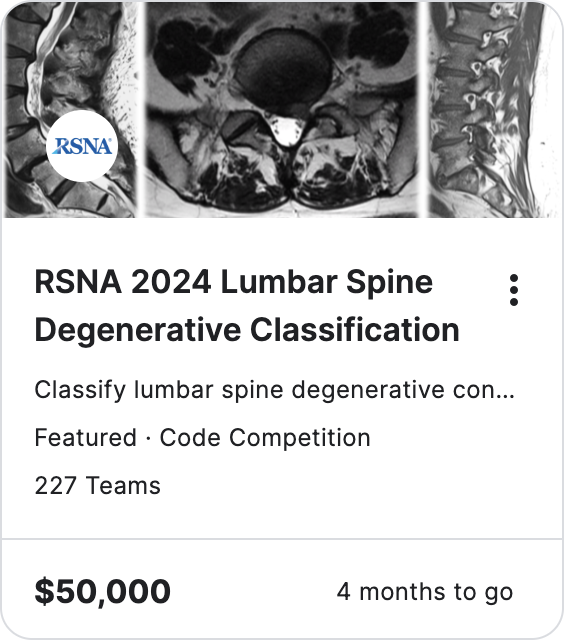 RSNA
RSNA 2024 Lumbar Spine
Degenerative Classification
Classify lumbar spine degenerative con...
Featured · Code Competition
227 Teams
$50,000
4 months to go